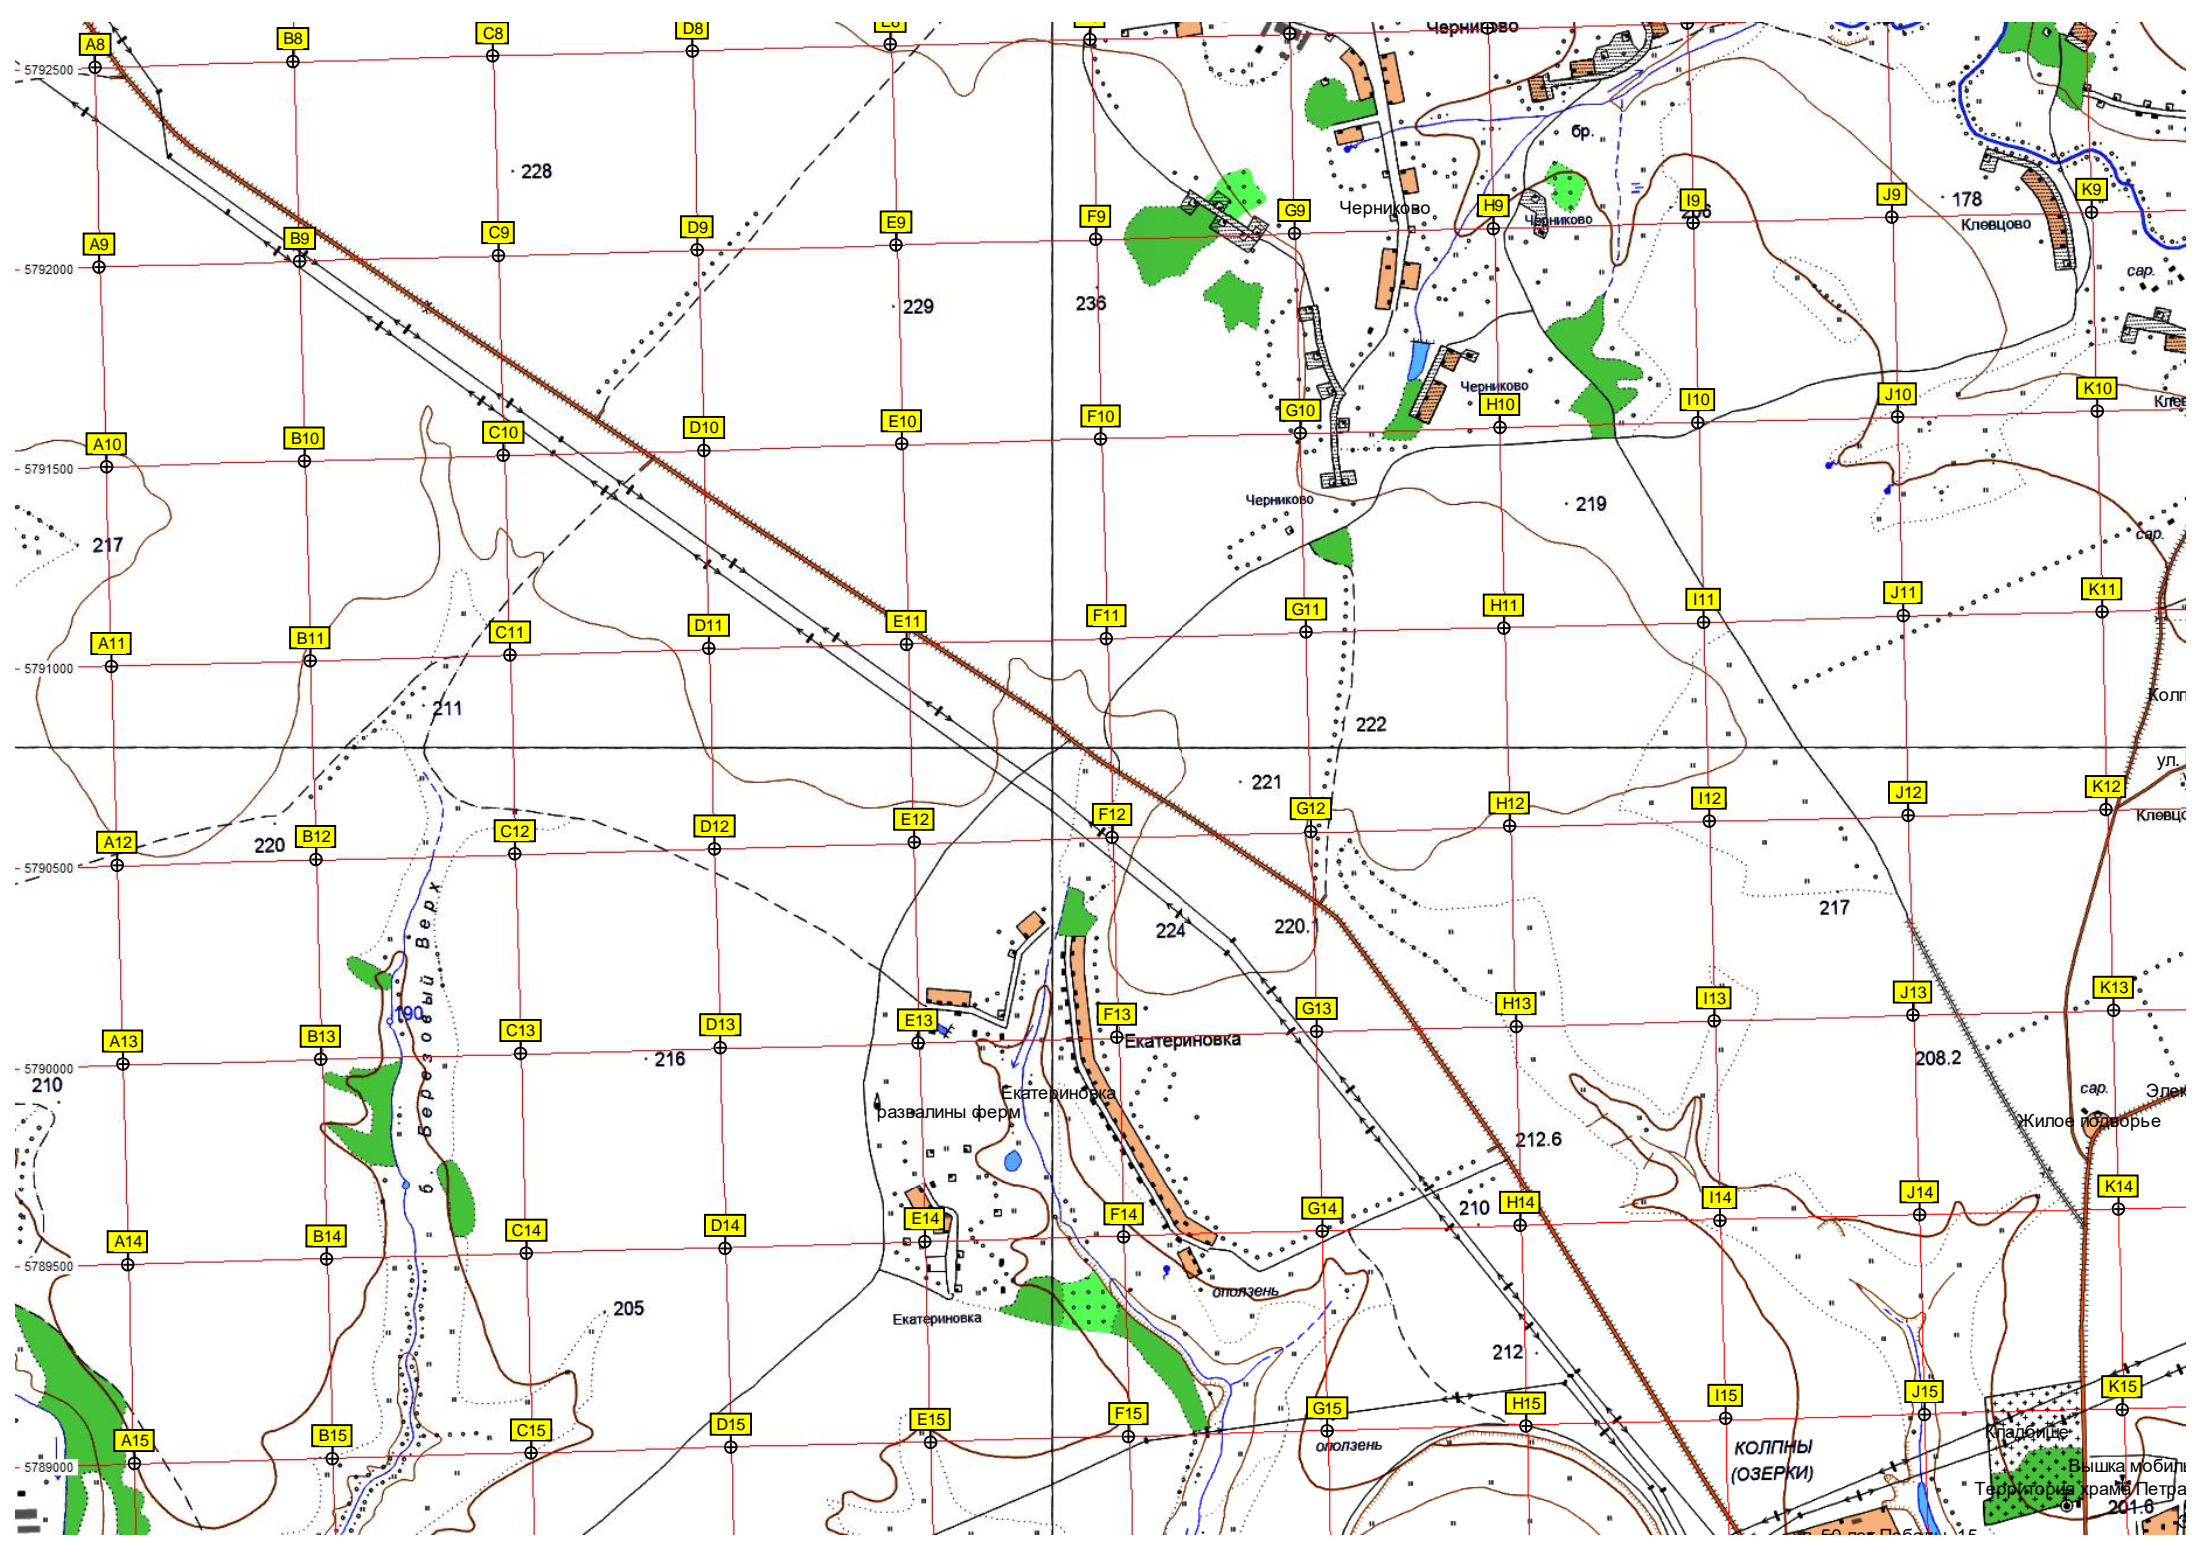 A8
B8
C8
D8
E8
Черниково
5792500
228
бр.
A9
B9
C9
D9
E9
F9
G9
H9
I9
J9
K9
Черниково
Черниково
206
178
Клевцово
5792000
229
236
сар.
Черниково
A10
B10
C10
D10
E10
F10
G10
H10
I10
J10
K10
5791500
Черниково
219
217
сар.
A11
B11
C11
D11
E11
F11
G11
H11
I11
J11
K11
5791000
211
222
221
ул.
A12
B12
C12
D12
E12
F12
G12
H12
I12
J12
K12
220
5790500
б. Березовый Верх
224
220.1
217
190
A13
B13
C13
D13
E13
F13
G13
H13
I13
J13
K13
Екатериновка
5790000
210
216
208.2
Екатериновка
развалины ферм
сар.
Жилое подворье
212.6
A14
B14
C14
D14
E14
F14
G14
H14
I14
J14
K14
210
5789500
оползень
205
Екатериновка
212
A15
B15
C15
D15
E15
F15
G15
H15
I15
J15
K15
оползень
КОЛПНЫ
(ОЗЕРКИ)
Кладбище
5789000
Вышка мобиль
Территория храма Петра
201.6